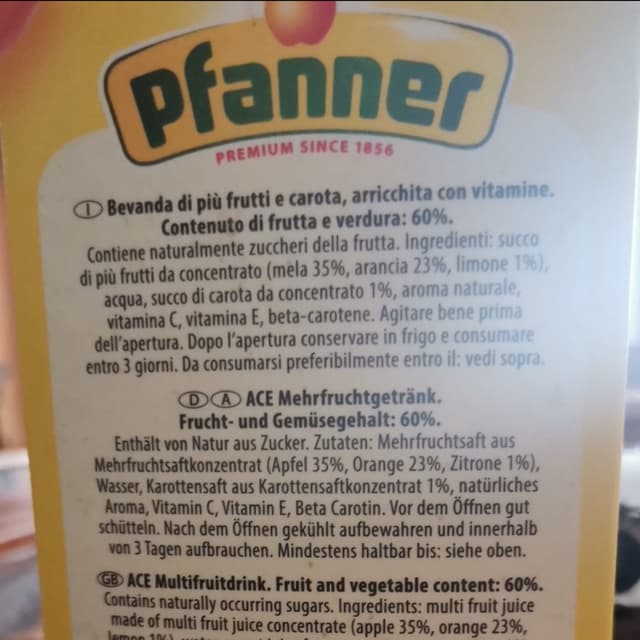 pfanner
PREMIUM SINCE 1856
I Bevanda di più frutti e carota, arricchita con vitamine.
Contenuto di frutta e verdura: 60%.
Contiene naturalmente zuccheri della frutta. Ingredienti: succo
di più frutti da concentrato (mela 35%, arancia 23%, limone 1%),
acqua, succo di carota da concentrato 1%, aroma naturale,
vitamina C, vitamina E, beta-carotene. Agitare bene prima
dell'apertura. Dopo l'apertura conservare in frigo e consumare
entro 3 giorni. Da consumarsi preferibilmente entro il: vedi sopra.
D A ACE Mehrfruchtgetränk.
Frucht- und Gemüsegehalt: 60%.
Enthält von Natur aus Zucker. Zutaten: Mehrfruchtsaft aus
Mehrfruchtsaftkonzentrat (Apfel 35%, Orange 23%, Zitrone 1%),
Wasser, Karottensaft aus Karottensaftkonzentrat 1%, natürliches
Aroma, Vitamin C, Vitamin E, Beta Carotin. Vor dem Öffnen gut
schütteln. Nach dem Öffnen gekühlt aufbewahren und innerhalb
von 3 Tagen aufbrauchen. Mindestens haltbar bis: siehe oben.
GB ACE Multifruitdrink. Fruit and vegetable content: 60%.
Contains naturally occurring sugars. Ingredients: multi fruit juice
made of multi fruit juice concentrate (apple 35%, orange 23%,
lemon 1%),